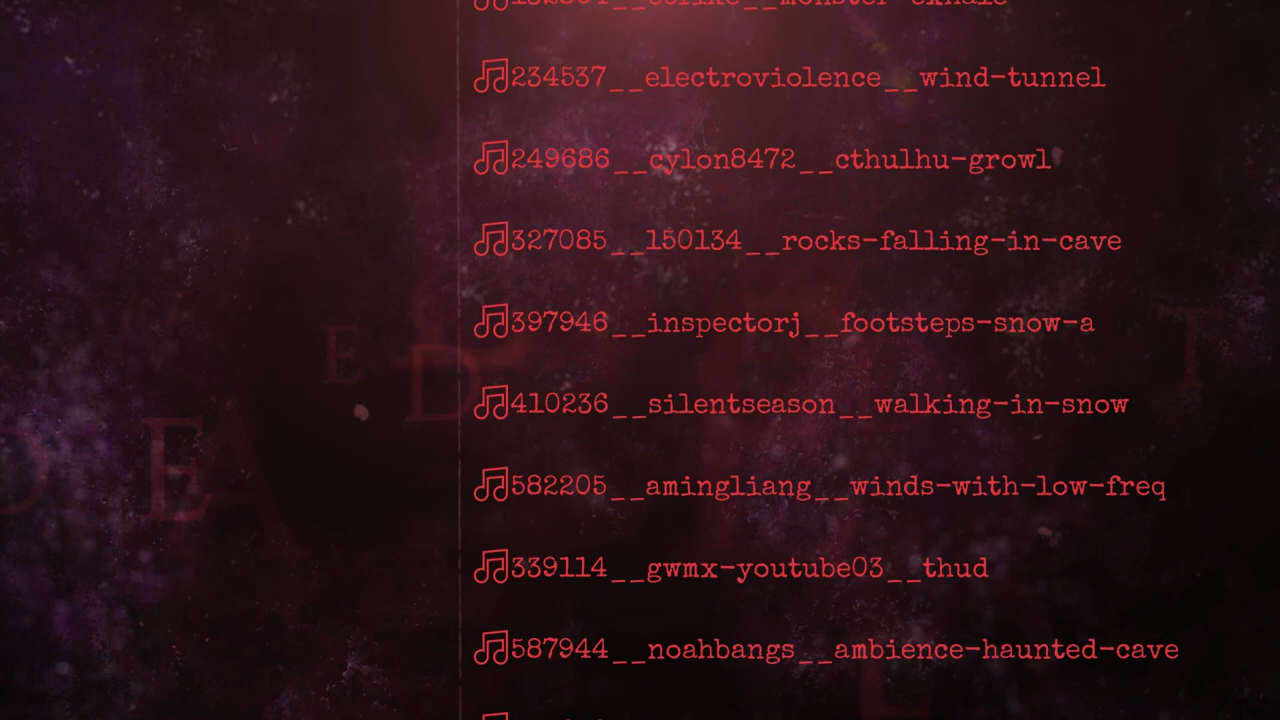 234537__electroviolence__wind-tunnel
249686__cylon8472__cthulhu-growl
327085__150134__rocks-falling-in-cave
397946__inspectorj__footsteps-snow-a
410236__silentseason__walking-in-snow
582205__amingliang__winds-with-low-freq
339114__gwmx-youtube03__thud
587944__noahbangs__ambience-haunted-cave